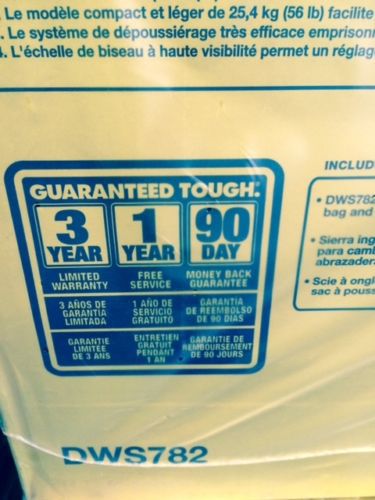 . Le modèle compact et léger de 25,4 kg (56 lb) facilite
. Le système de dépoussiérage très efficace emprison
4. L'échelle de biseau à haute visibilité permet un réglag
GUARANTEED TOUGH.
3 YEAR
LIMITED WARRANTY
3 AÑOS DE GARANTIA LIMITADA
GARANTIE LIMITÉE DE 3 ANS
1 YEAR
FREE SERVICE
1 AÑO DE SERVICIO GRATUITO
ENTRETIEN GRATUIT PENDANT 1 AN
90 DAY
MONEY BACK GUARANTEE
GARANTIA DE REEMBOLSO DE 90 DIAS
GARANTIE DE REMBOURSEMENT DE 90 JOURS
INCLUD
• DWS782
bag and
• Sierra ing
para camb
abrazader
• Scie à ongl
sac à pouss
DWS782